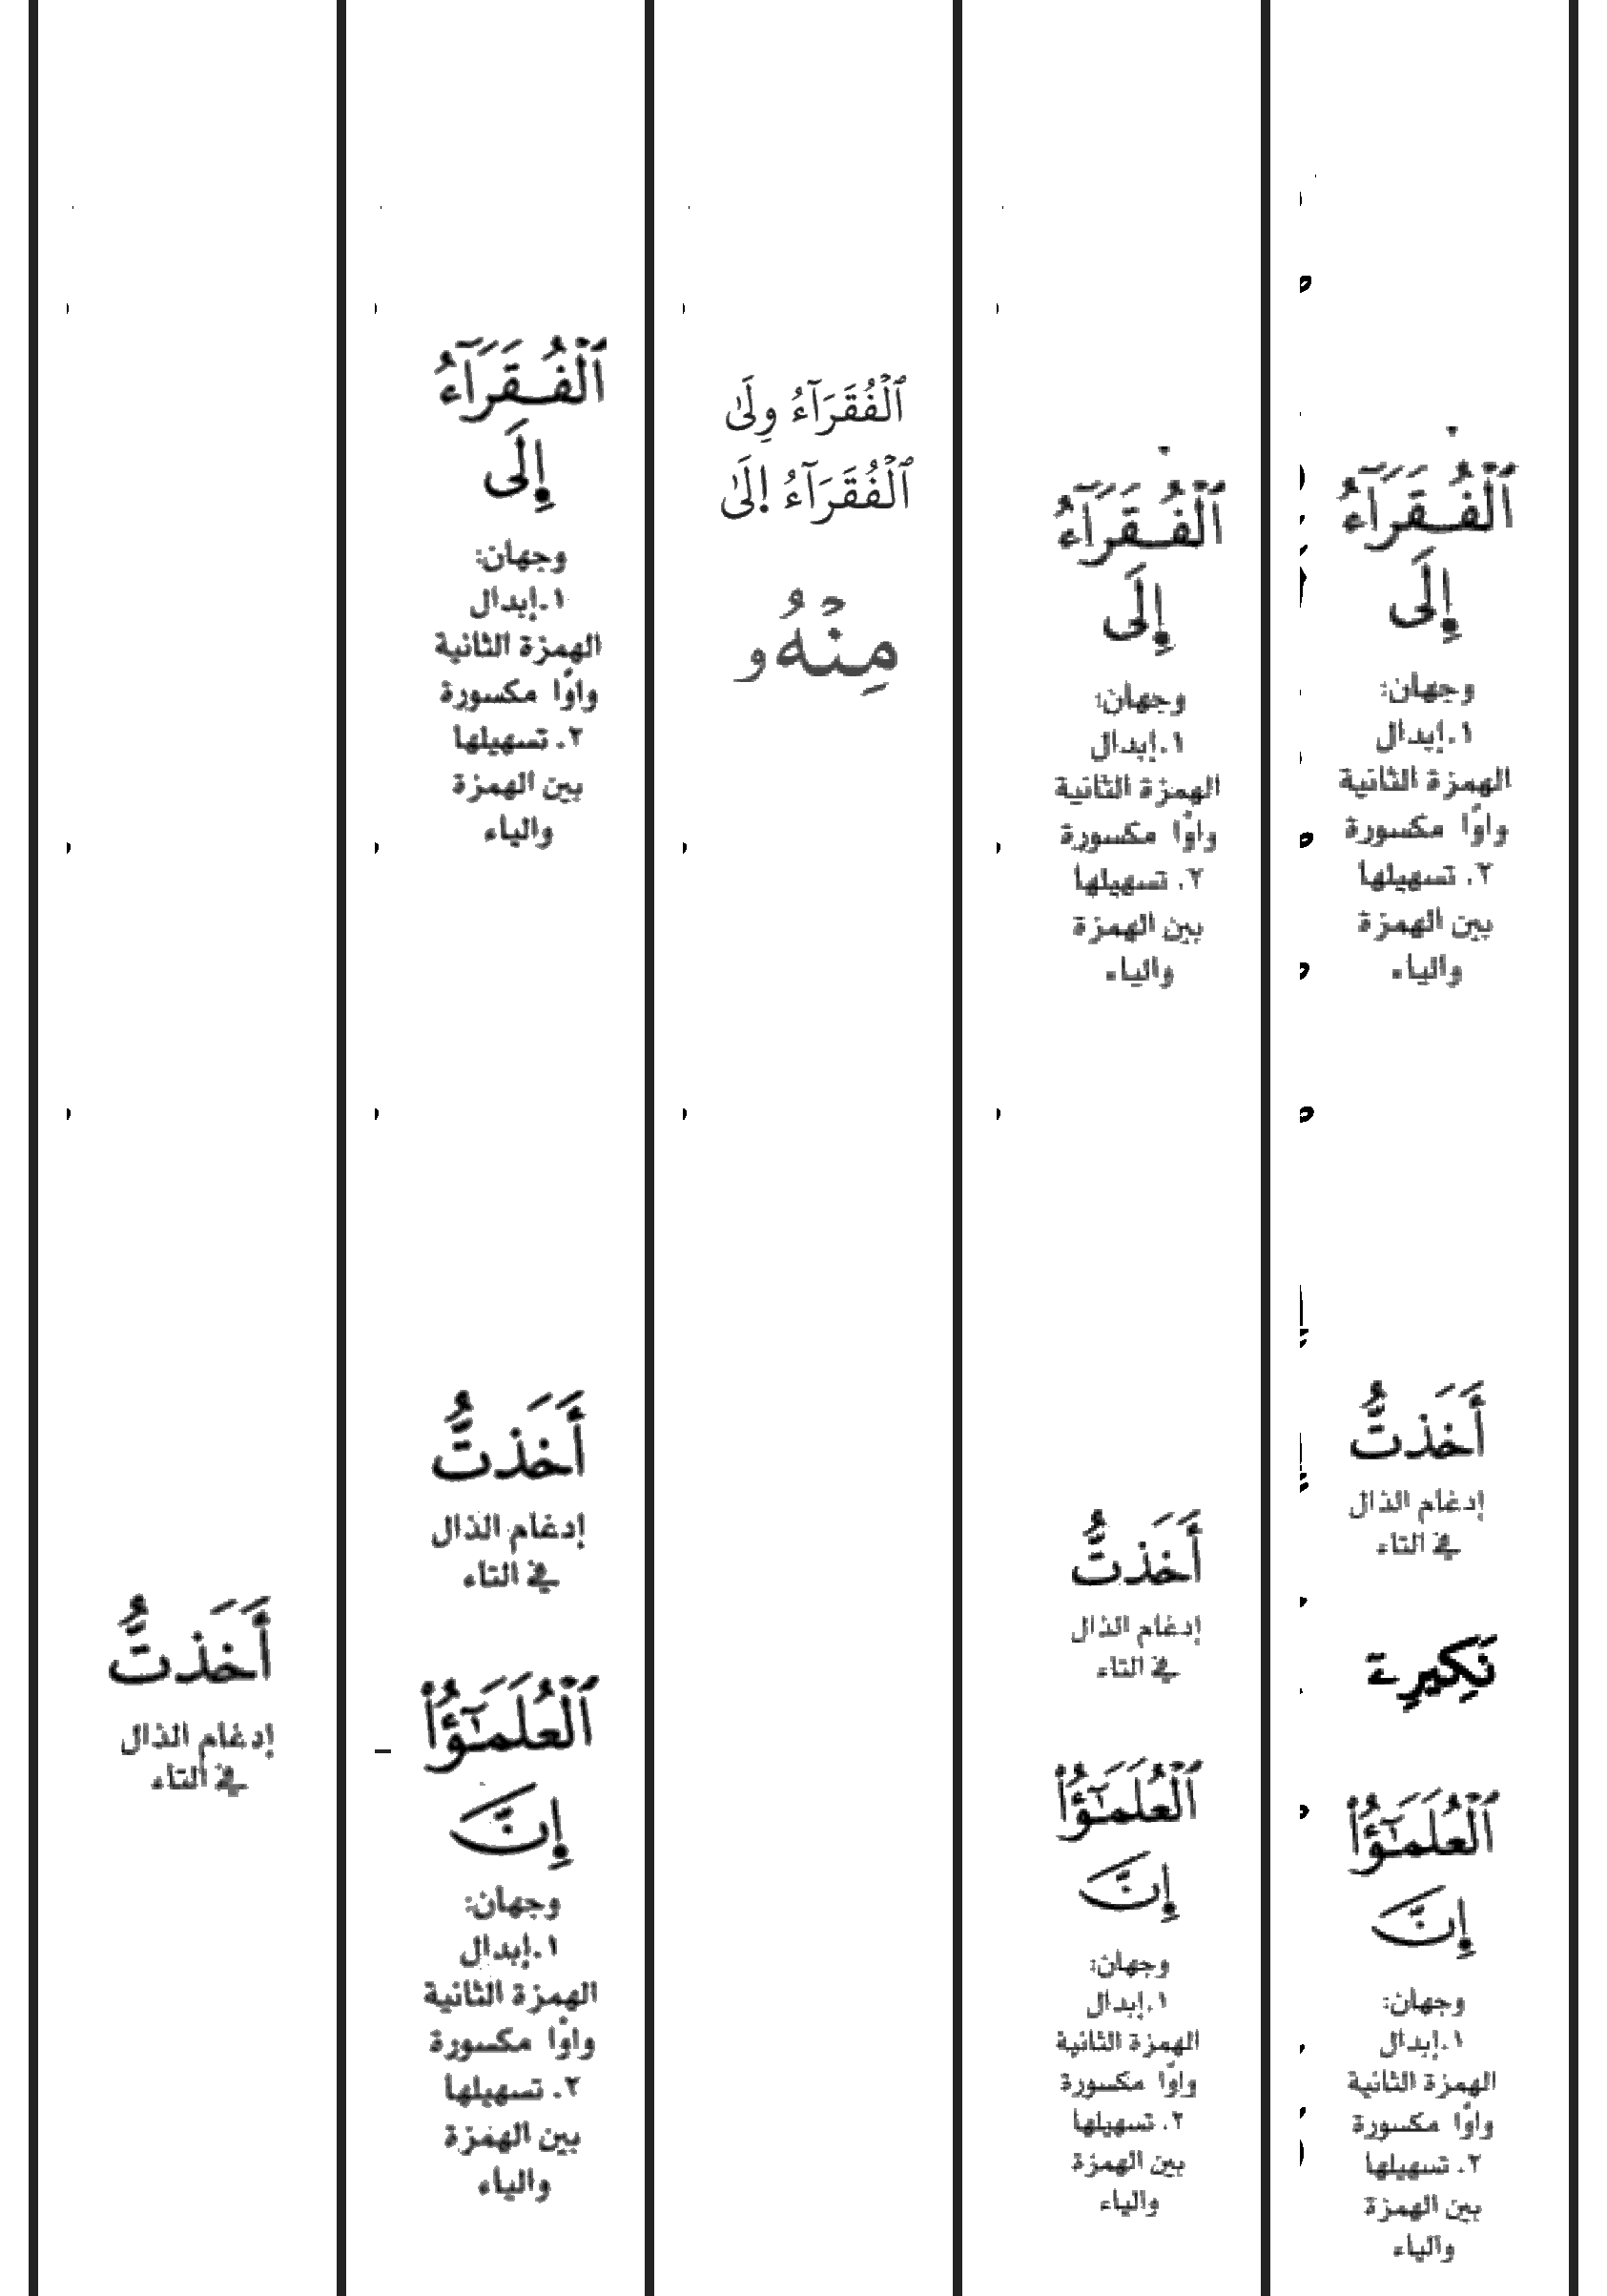 ٱلۡفُقَرَآءُ
إِلَى
وجهان:
١.إبدال
الهمزة الثانية
واوًا مكسورة
٢. تسهيلها
بين الهمزة
والياء
أَخَذتُّ
إدغام الذال
في التاء
نَكِيرِۦ
ٱلۡعُلَمَـٰٓؤُاْ
إِنَّ
وجهان:
١.إبدال
الهمزة الثانية
واوًا مكسورة
٢. تسهيلها
بين الهمزة
والياء
ٱلۡفُقَرَآءُ
إِلَى
وجهان:
١.إبدال
الهمزة الثانية
واوًا مكسورة
٢. تسهيلها
بين الهمزة
والياء
أَخَذتُّ
إدغام الذال
في التاء
ٱلۡعُلَمَـٰٓؤُاْ
إِنَّ
وجهان:
١.إبدال
الهمزة الثانية
واوًا مكسورة
٢. تسهيلها
بين الهمزة
والياء
ٱلۡفُقَرَآءُ وِلَىٰ
ٱلۡفُقَرَآءُ ا۪لَىٰ
مِنۡهُۥ
ٱلۡفُقَرَآءُ
إِلَى
وجهان:
١.إبدال
الهمزة الثانية
واوًا مكسورة
٢. تسهيلها
بين الهمزة
والياء
أَخَذتُّ
إدغام الذال
في التاء
ٱلۡعُلَمَـٰٓؤُاْ
إِنَّ
وجهان:
١.إبدال
الهمزة الثانية
واوًا مكسورة
٢. تسهيلها
بين الهمزة
والياء
أَخَذتُّ
إدغام الذال
في التاء